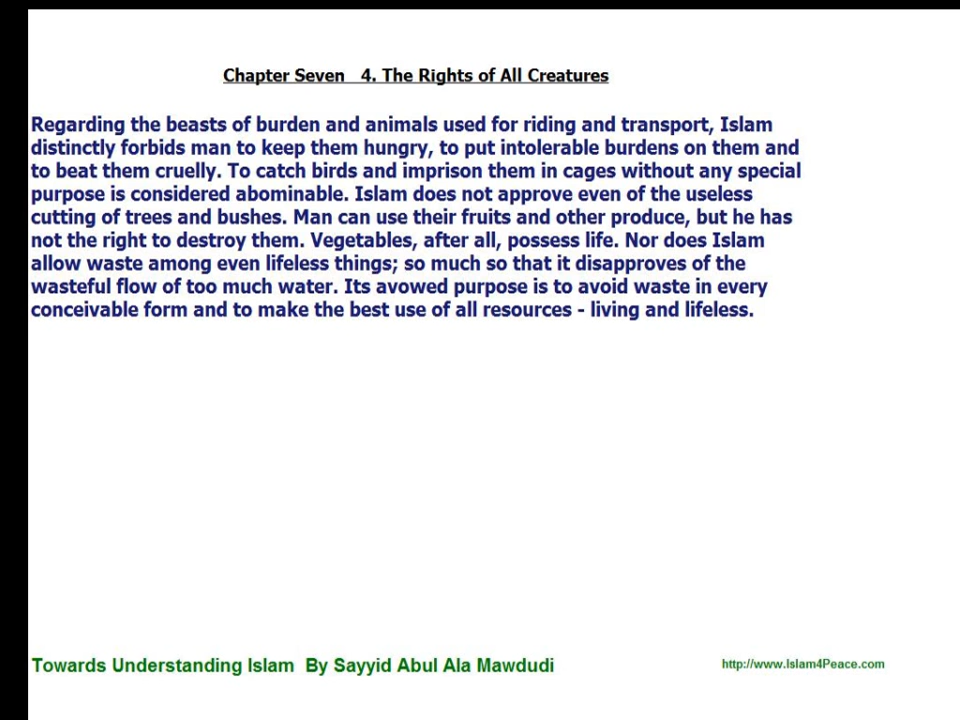 Chapter Seven 4. The Rights of All Creatures
Regarding the beasts of burden and animals used for riding and transport, Islam
distinctly forbids man to keep them hungry, to put intolerable burdens on them and
to beat them cruelly. To catch birds and imprison them in cages without any special
purpose is considered abominable. Islam does not approve even of the useless
cutting of trees and bushes. Man can use their fruits and other produce, but he has
not the right to destroy them. Vegetables, after all, possess life. Nor does Islam
allow waste among even lifeless things; so much so that it disapproves of the
wasteful flow of too much water. Its avowed purpose is to avoid waste in every
conceivable form and to make the best use of all resources - living and lifeless.
Towards Understanding Islam By Sayyid Abul Ala Mawdudi
http://www.Islam4Peace.com